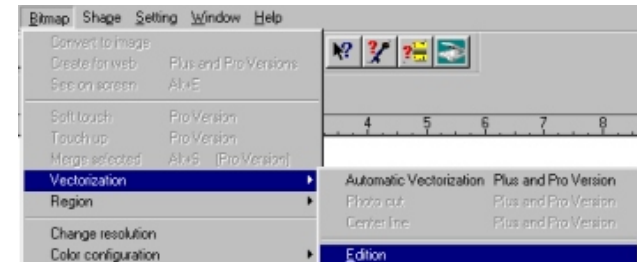 Bitmap Shape Setting Window Help
Convert to image
Create for web Plus and Pro Versions
See on screen Alt+E
4 5 6 7 8
Soft touch Pro Version
Touch up Pro Version
Merge selected Alt+S (Pro Version)
Vectorization Automatic Vectorization Plus and Pro Version
Region Photo cut Plus and Pro Version
Center line Plus and Pro Version
Change resolution
Color configuration Edition